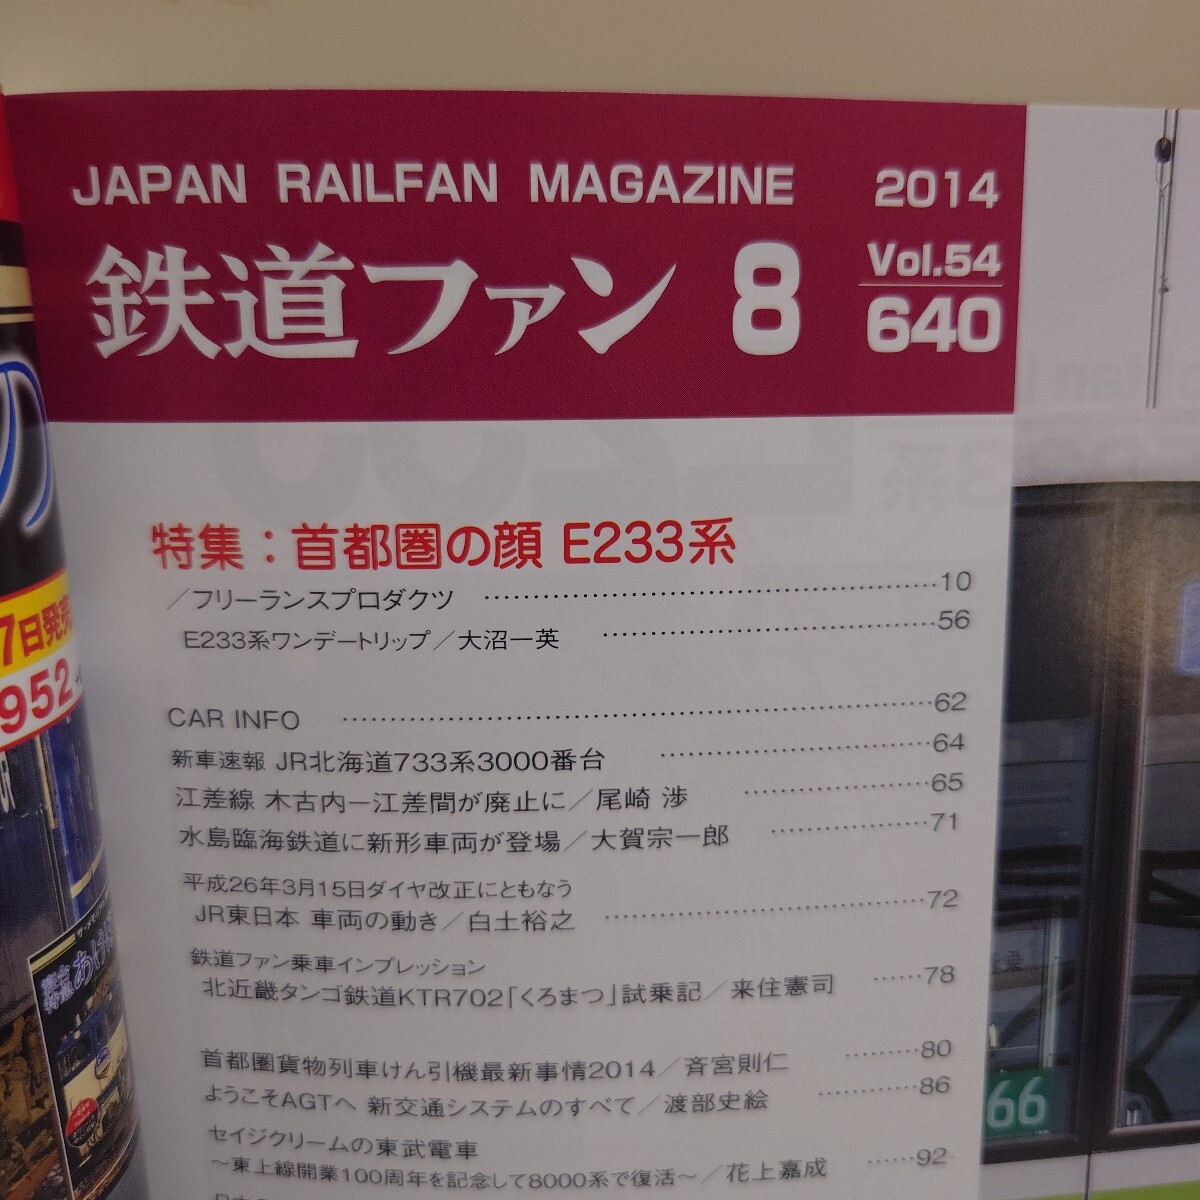 JAPAN RAILFAN MAGAZINE 2014
鉄道ファン 8 Vol.54
640
特集：首都圏の顔 E233系
／フリーランスプロダクツ ……………………………………10
E233系ワンデートリップ／大沼一英 ……………………………56
CAR INFO ……………………………………………………62
新車速報 JR北海道733系3000番台 ……………………………64
江差線 木古内ー江差間が廃止に／尾崎 渉 …………………65
水島臨海鉄道に新形車両が登場／大賀宗一郎 ………………71
平成26年3月15日ダイヤ改正にともなう
JR東日本 車両の動き／白土裕之 ………………………………72
鉄道ファン乗車インプレッション
北近畿タンゴ鉄道KTR702「くろまつ」試乗記／来住憲司 ……78
首都圏貨物列車けん引機最新事情2014／斉宮則仁 ………80
ようこそAGTへ 新交通システムのすべて／渡部史絵 …………86
セイジクリームの東武電車
〜東上線開業100周年を記念して8000系で復活〜／花上嘉成 ……92
7日発売
952
66